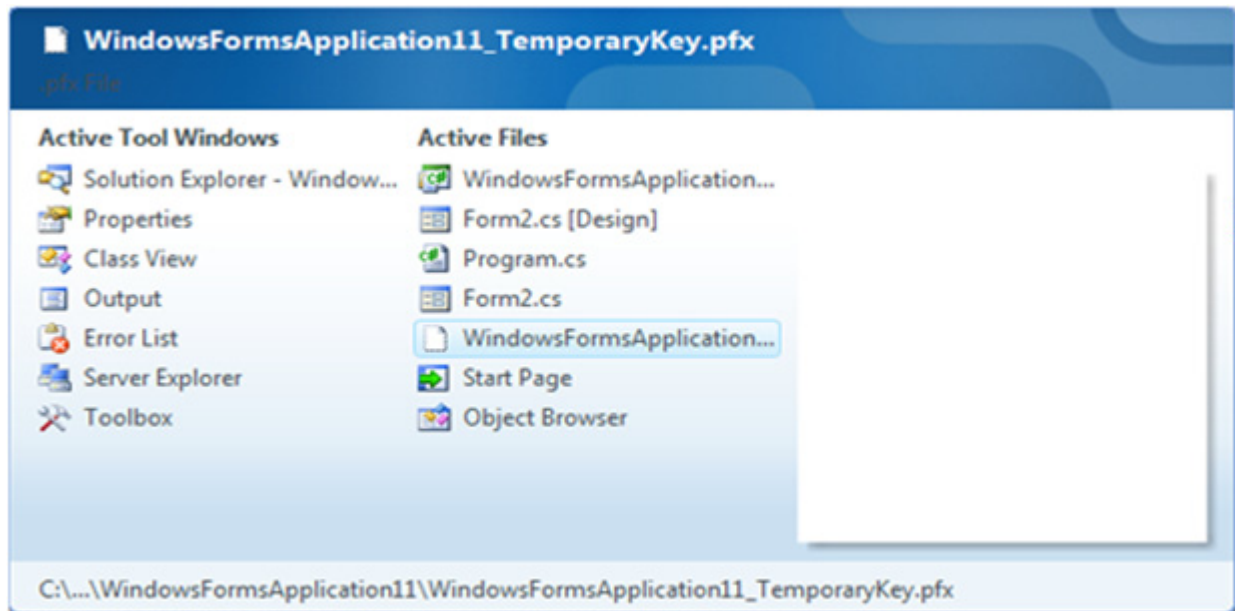 WindowsFormsApplication11_TemporaryKey.pfx
.pfx File
Active Tool Windows
Solution Explorer - Window...
Properties
Class View
Output
Error List
Server Explorer
Toolbox
Active Files
WindowsFormsApplication...
Form2.cs [Design]
Program.cs
Form2.cs
WindowsFormsApplication...
Start Page
Object Browser
C:\...\WindowsFormsApplication11\WindowsFormsApplication11_TemporaryKey.pfx